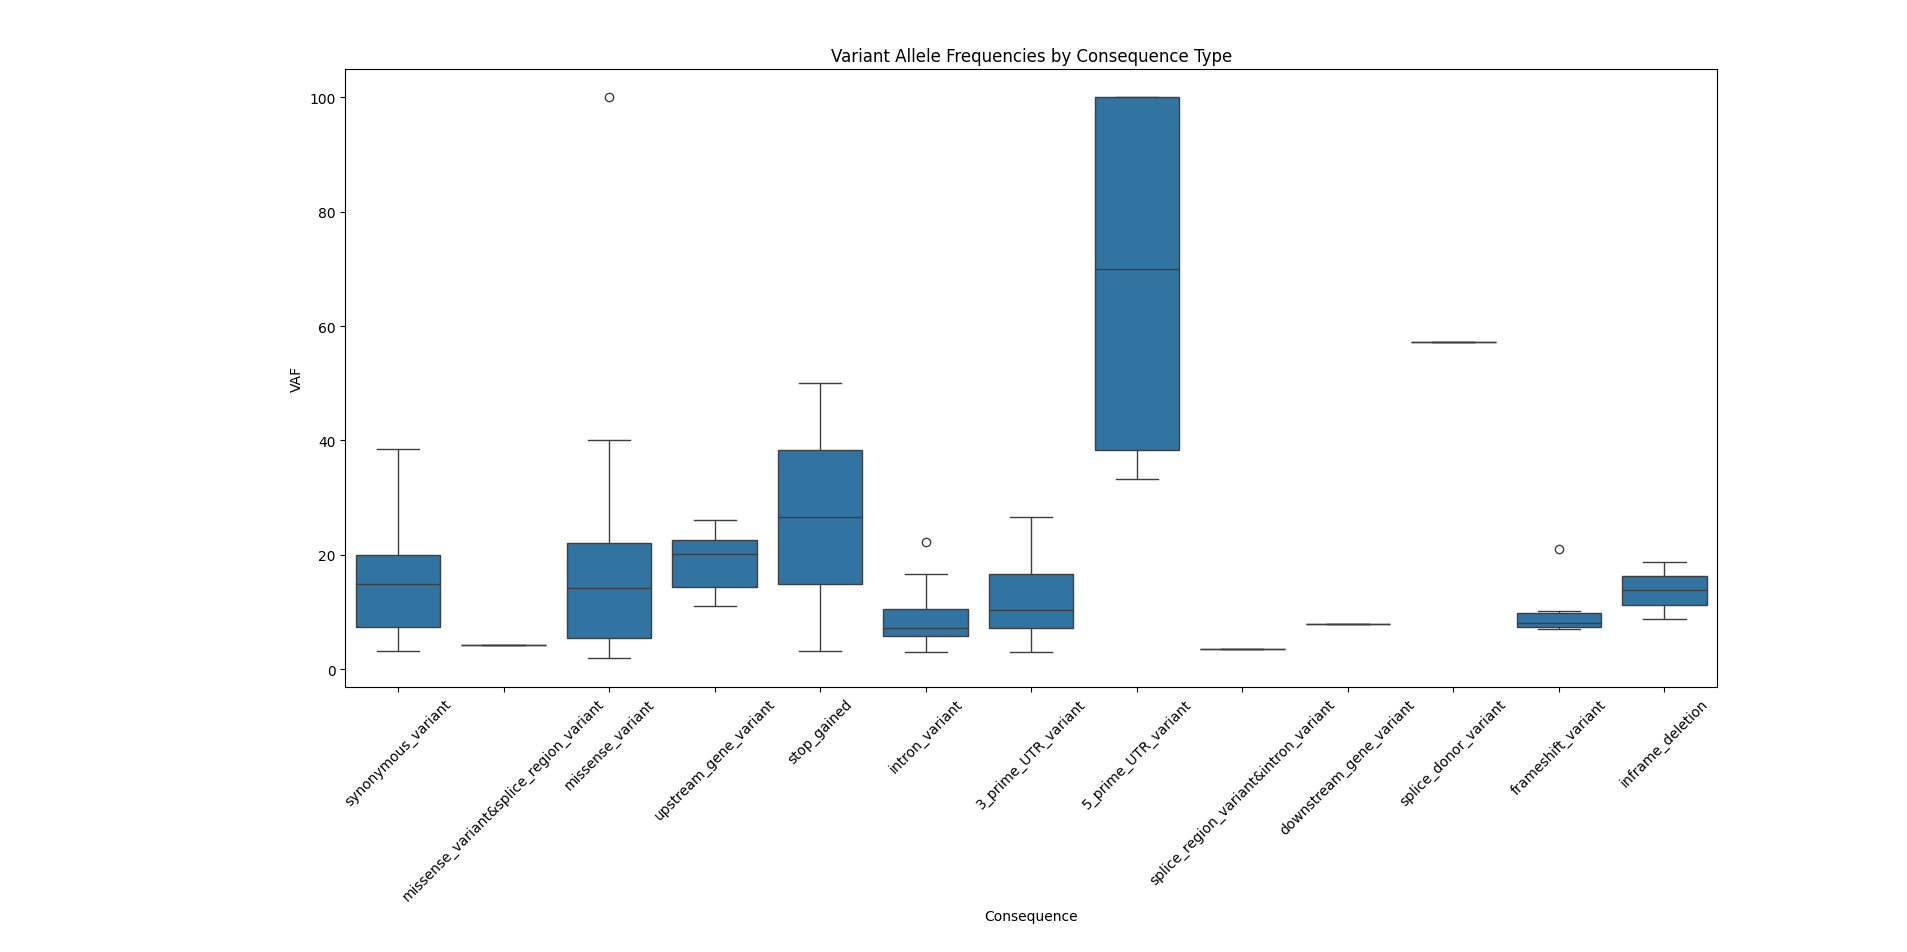 Variant Allele Frequencies by Consequence Type
100
80
60
40
20
0
VAF
synonymous_variant
missense_variant&splice_region_variant
missense_variant
upstream_gene_variant
stop_gained
intron_variant
3_prime_UTR_variant
5_prime_UTR_variant
splice_region_variant&intron_variant
downstream_gene_variant
splice_donor_variant
frameshift_variant
inframe_deletion
Consequence